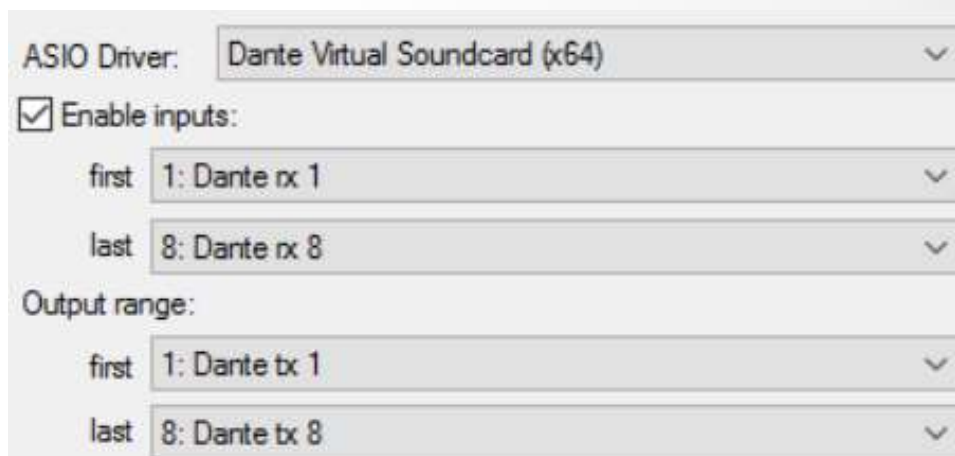 ASIO Driver: Dante Virtual Soundcard (x64)
Enable inputs:
first 1: Dante rx 1
last 8: Dante rx 8
Output range:
first 1: Dante tx 1
last 8: Dante tx 8